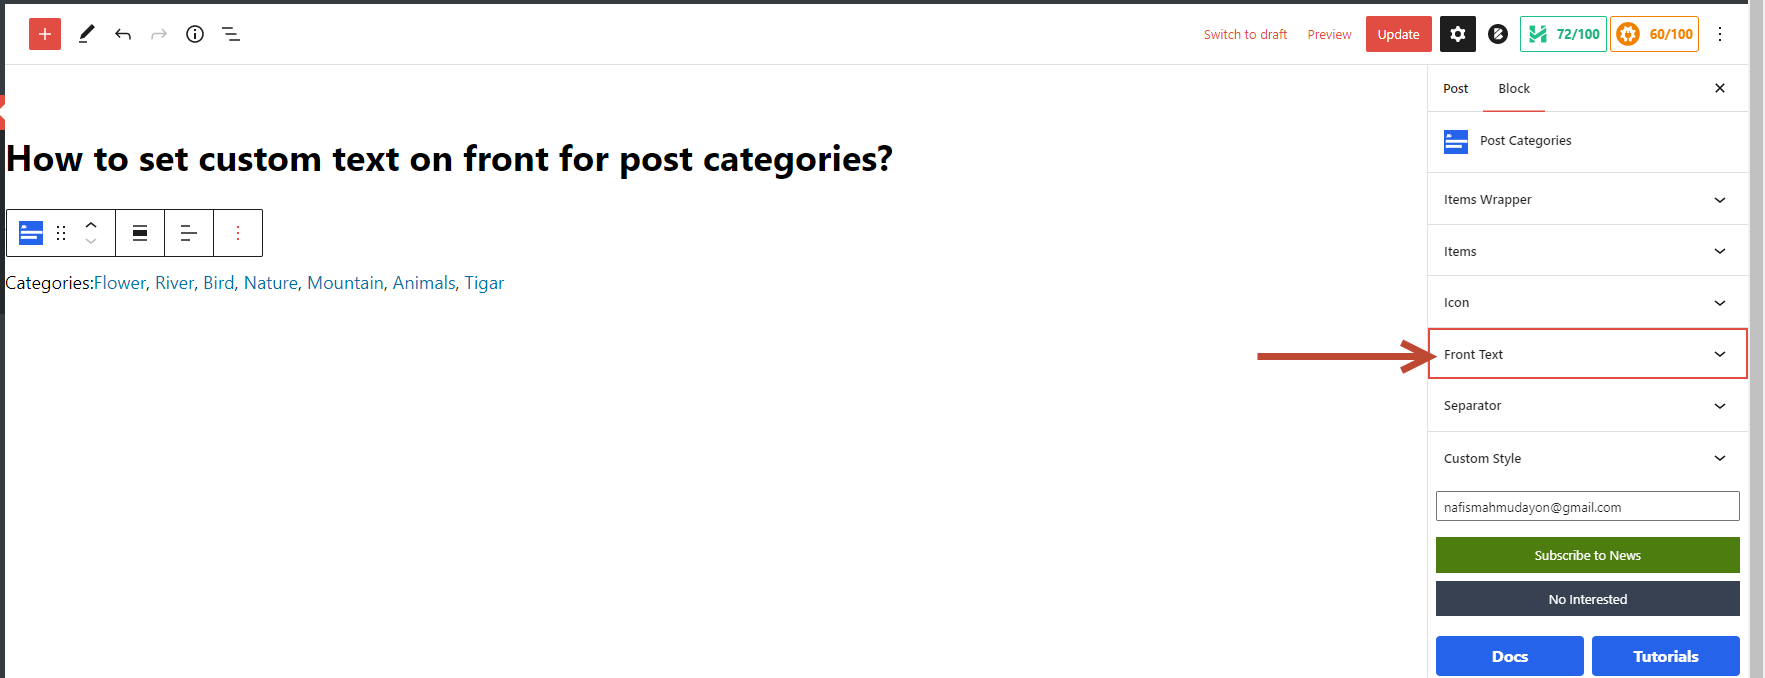 Switch to draft Preview Update 72/100 60/100
Post Block
Post Categories
How to set custom text on front for post categories?
Items Wrapper
Items
Categories:Flower, River, Bird, Nature, Mountain, Animals, Tigar
Icon
Front Text
Separator
Custom Style
nafismahmudayon@gmail.com
Subscribe to News
No Interested
Docs Tutorials